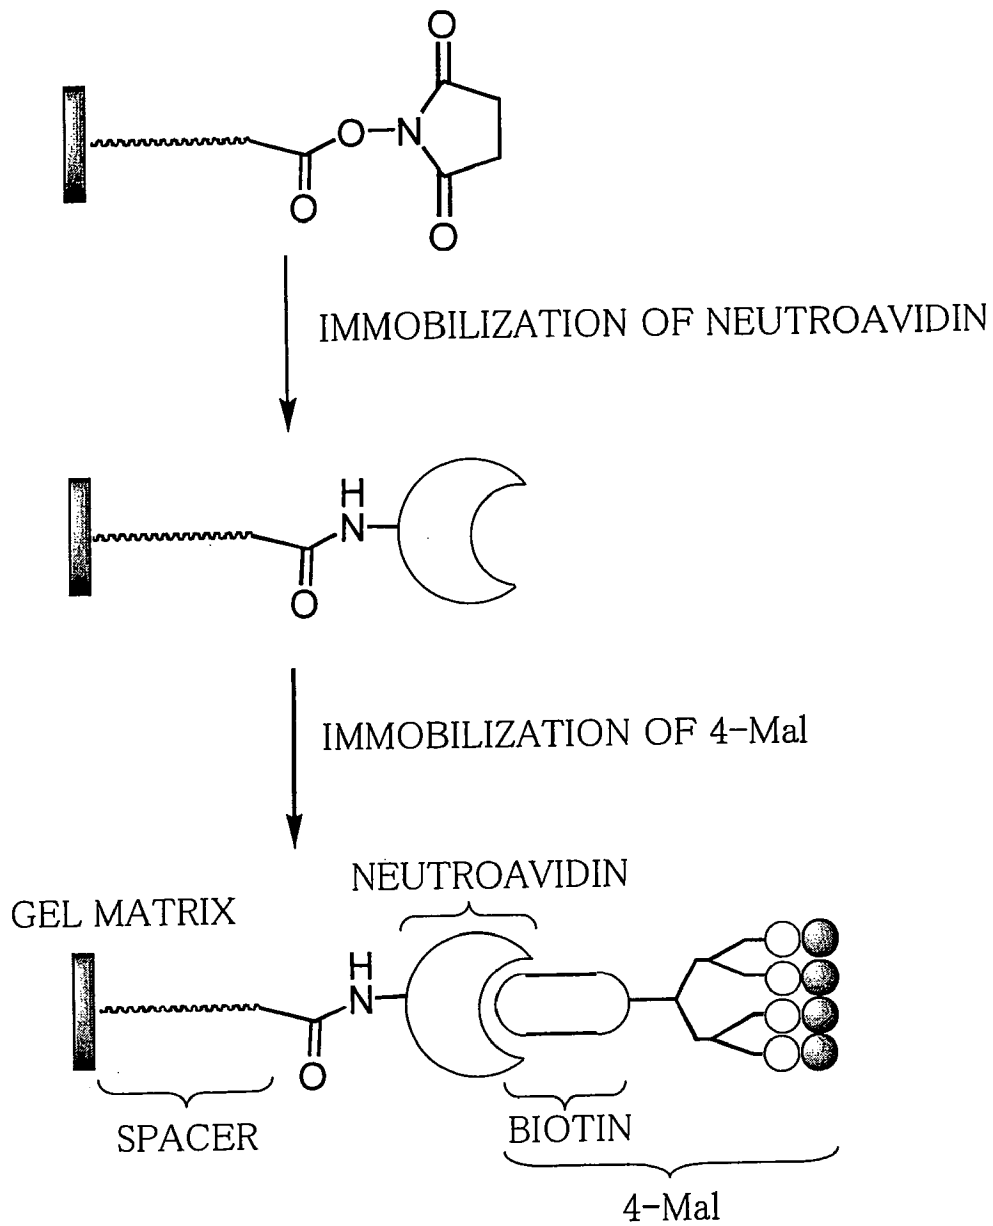 O
O
N
O
O
IMMOBILIZATION OF NEUTROAVIDIN
H
N
O
IMMOBILIZATION OF 4-Mal
NEUTROAVIDIN
GEL MATRIX
H
N
O
SPACER
BIOTIN
4-Mal